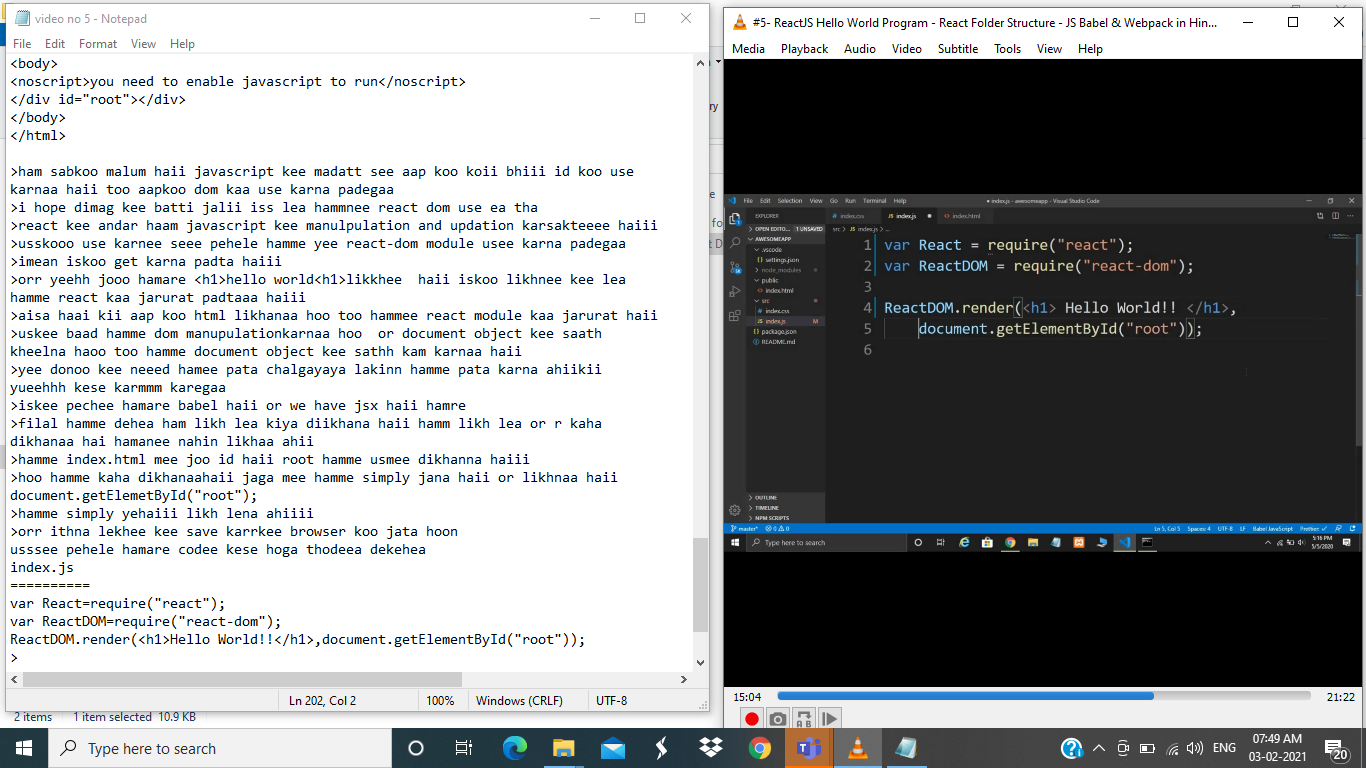 video no 5 - Notepad
File Edit Format View Help
<body>
<noscript>you need to enable javascript to run</noscript>
</div id="root"></div>
</body>
</html>
>ham sabkoo malum haii javascript kee madatt see aap koo koii bhiii id koo use
karnaa haii too aapkoo dom kaa use karna padegaa
>i hope dimag kee batti jalii iss lea hammnee react dom use ea tha
>react kee andar haam javascript kee manulpulation and updation karsakteeee haiii
>usskooo use karnee see pehele hamme yee react-dom module usee karna padegaa
>imean iskoo get karna padta haiii
>orr yeehh jooo hamare <h1>hello world<h1>likkhee  haii iskoo likhnee kee lea
hamme react kaa jarurat padtaaa haiii
>aisa haai kii aap koo html likhanaa hoo too hammee react module kaa jarurat haii
>uskee baad hamme dom manupulationkarnaa hoo  or document object kee saath
kheelna haoo too hamme document object kee sathh kam karnaa haii
>yee donoo kee neeed hamee pata chalgayaya lakinn hamme pata karna ahiikii
yueehhh kese karmmm karegaa
>iskee pechee hamare babel haii or we have jsx haii hamre
>filal hamme dehea ham likh lea kiya diikhana haii hamm likh lea or r kaha
dikhanaa hai hamanee nahin likhaa ahii
>hamme index.html mee joo id haii root hamme usmee dikhanna haiii
>hoo hamme kaha dikhanaahaii jaga mee hamme simply jana haii or likhnaa haii
document.getElemetById("root");
>hamme simply yehaiii likh lena ahiiii
>orr ithna lekhee kee save karrkee browser koo jata hoon
usssee pehele hamare codee kese hoga thodeea dekehea
index.js
==========
var React=require("react");
var ReactDOM=require("react-dom");
ReactDOM.render(<h1>Hello World!!</h1>,document.getElementById("root"));
>
Ln 202, Col 2 100% Windows (CRLF) UTF-8
2 items 1 item selected 10.9 KB
#5- ReactJS Hello World Program - React Folder Structure - JS Babel & Webpack in Hin...
Media Playback Audio Video Subtitle Tools View Help
File Edit Selection View Go Run Terminal Help
index.js - awesomeapp - Visual Studio Code
EXPLORER
index.css index.js index.html
OPEN EDITO... 1 UNSAVED
src > index.js > ...
AWESOMEAPP
.vscode
settings.json
node_modules
public
index.html
src
index.css
index.js M
package.json
README.md
1 var React = require("react");
2 var ReactDOM = require("react-dom");
3
4 ReactDOM.render(<h1> Hello World!! </h1>,
5 document.getElementById("root"));
6
OUTLINE
TIMELINE
NPM SCRIPTS
master* 0 0 Ln 5, Col 5 Spaces: 4 UTF-8 LF Babel JavaScript Prettier
Type here to search
5:16 PM
5/5/2020
15:04 21:22
Type here to search
ENG
07:49 AM
03-02-2021
20